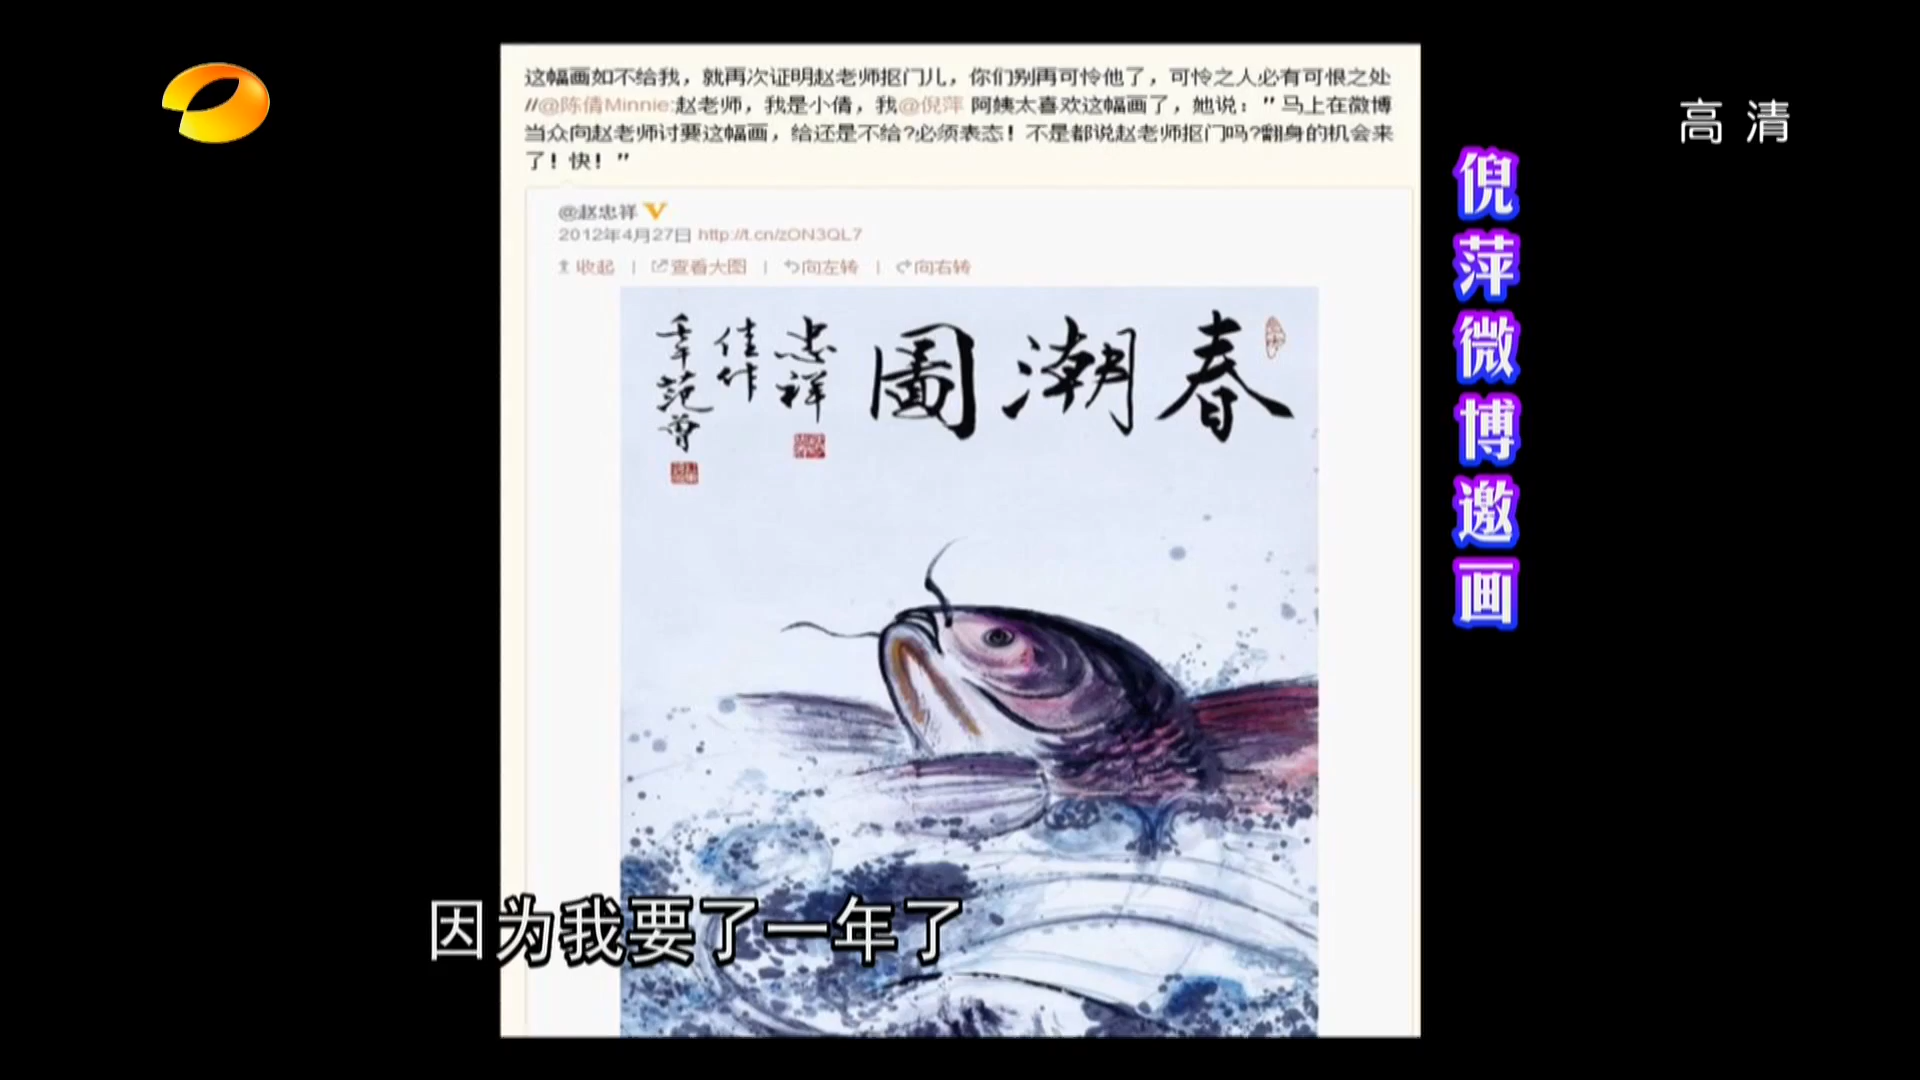 这幅画如不给我，就再次证明赵老师抠门儿，你们别再可怜他了，可怜之人必有可恨之处
//@陈倩Minnie:赵老师，我是小倩，我@倪萍 阿姨太喜欢这幅画了，她说：”马上在微博
当众向赵老师讨要这幅画，给还是不给?必须表态！不是都说赵老师抠门吗?翻身的机会来
了！快！”
@赵忠祥
2012年4月27日 http://t.cn/zON3QL7
收起 | 查看大图 | 向左转 | 向右转
春潮圖
忠祥
佳作
壬辰范曾
高清
倪萍微博邀画
因为我要了一年了